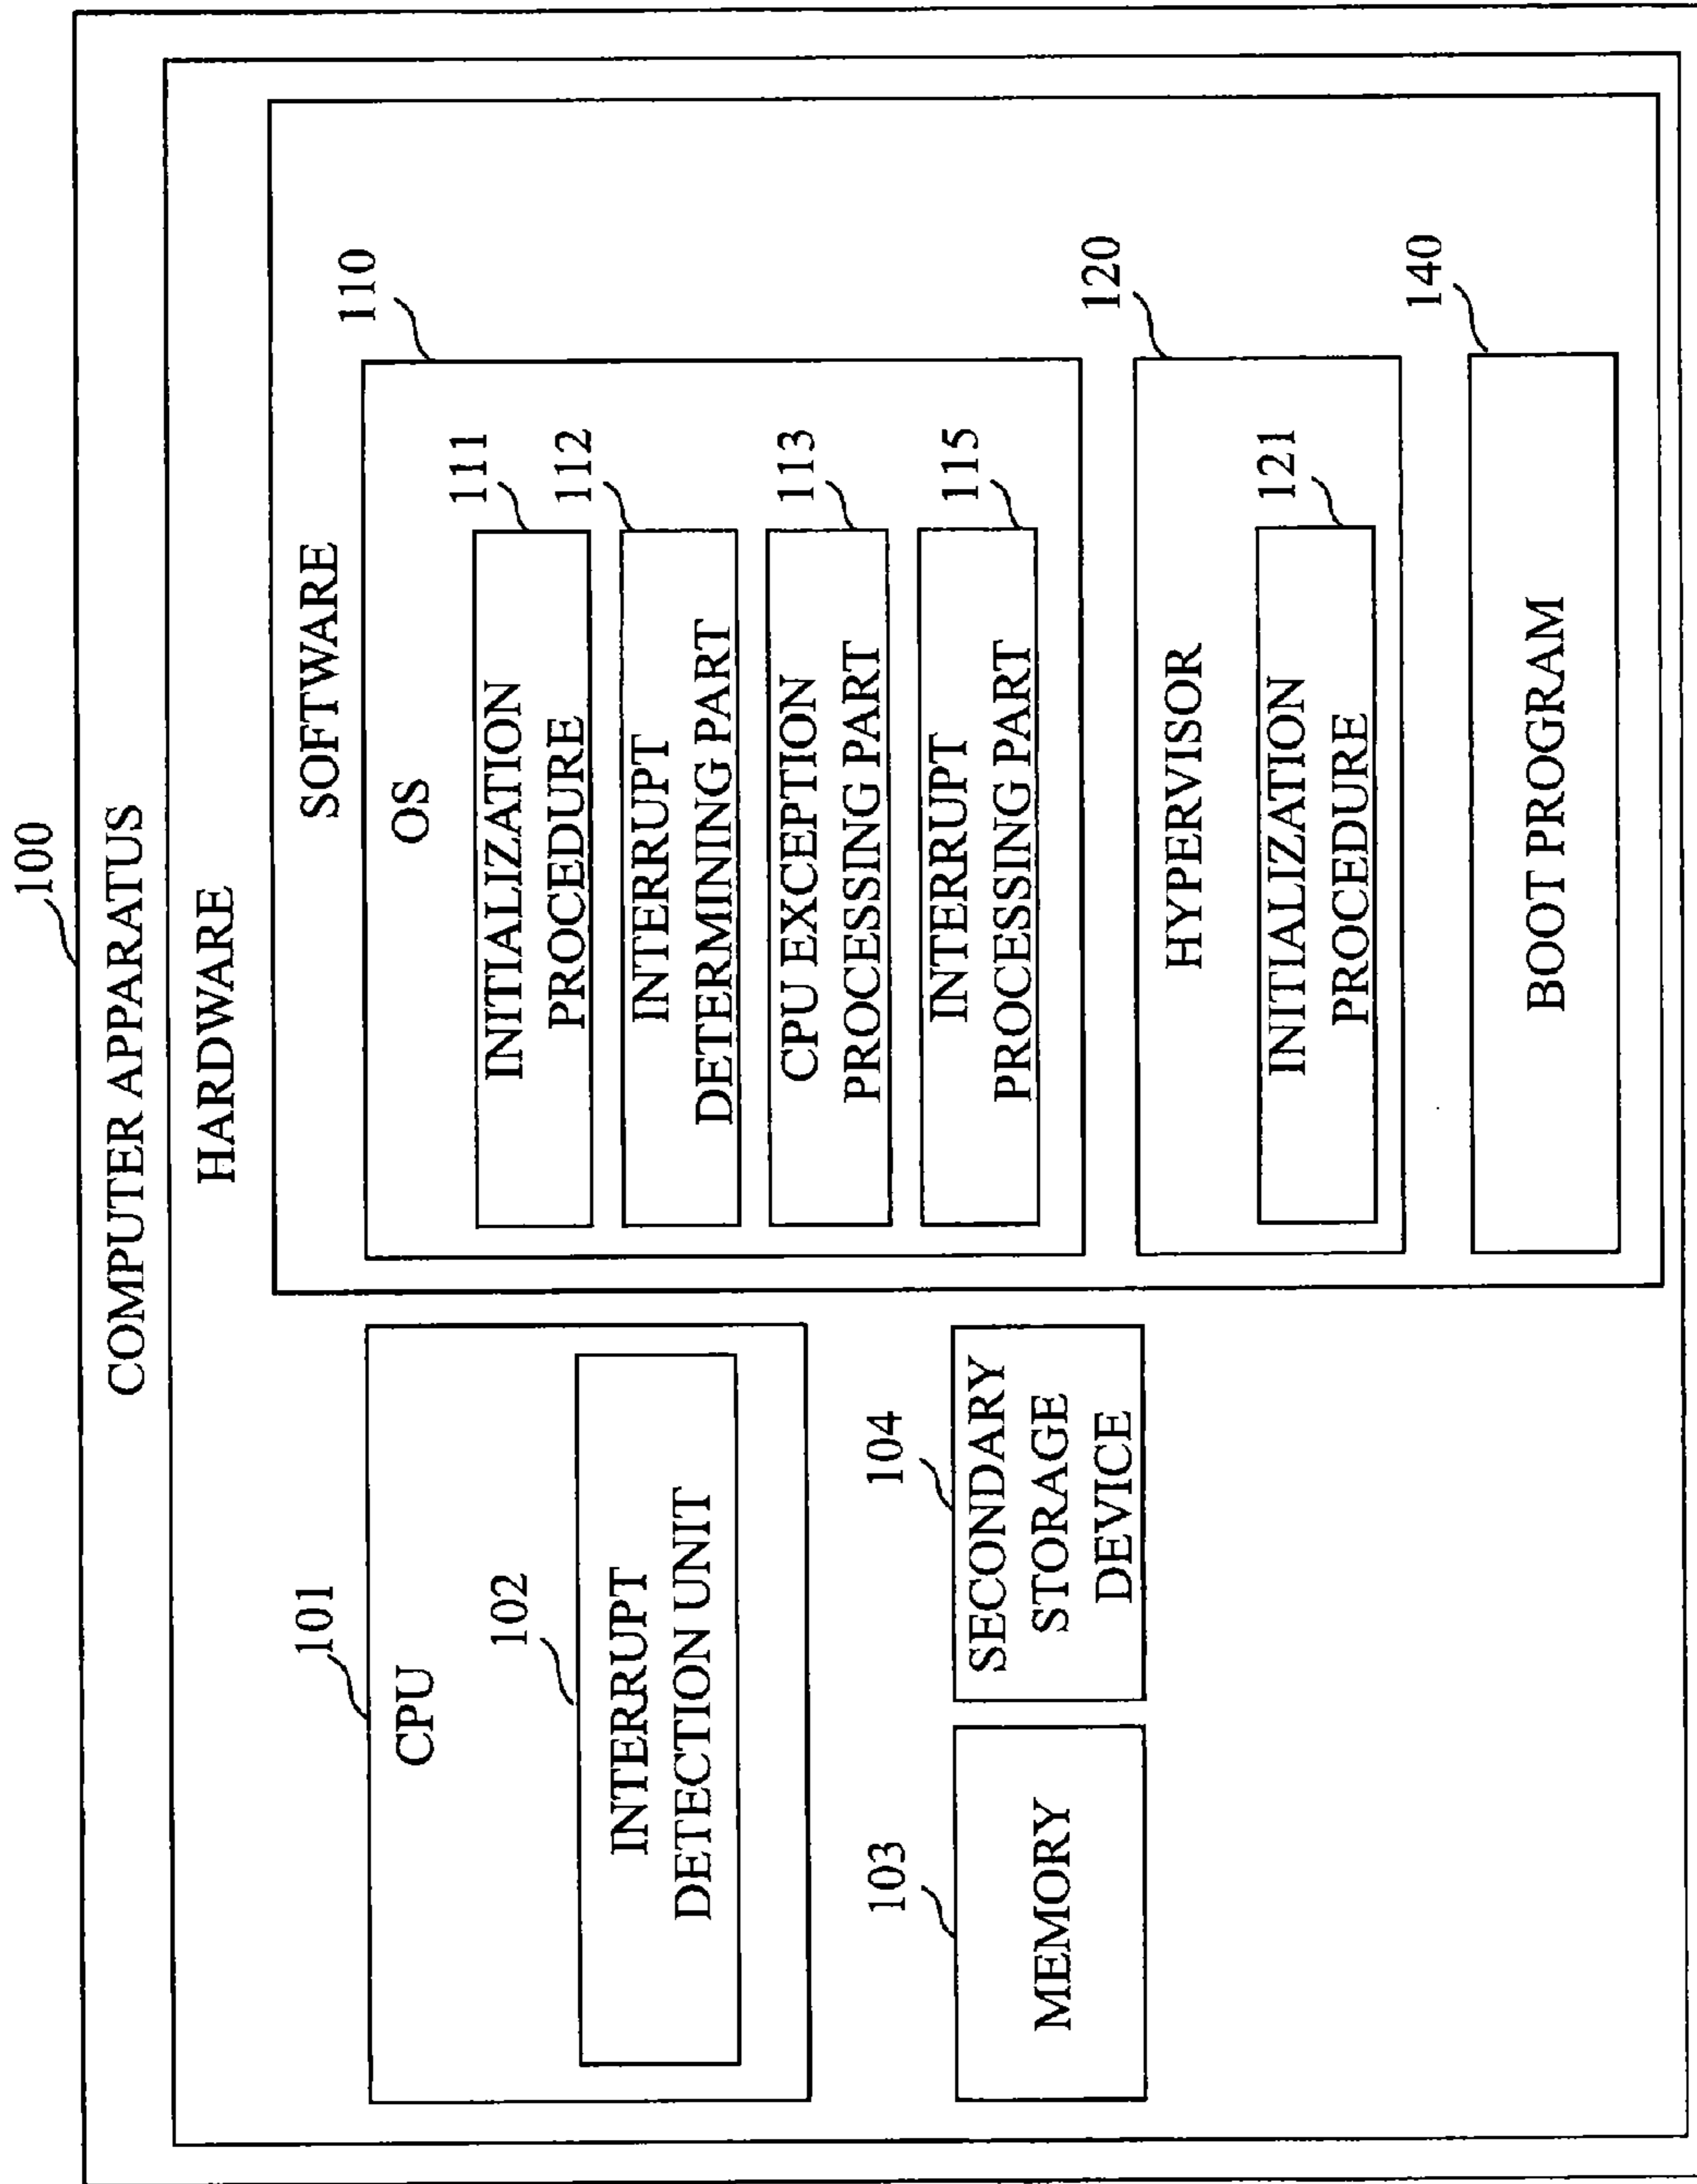 100
COMPUTER APPARATUS
HARDWARE
101
CPU
102
INTERRUPT
DETECTION UNIT
103
MEMORY
104
SECONDARY
STORAGE
DEVICE
SOFTWARE
110
OS
111
INITIALIZATION
PROCEDURE
112
INTERRUPT
DETERMINING PART
113
CPU EXCEPTION
PROCESSING PART
115
INTERRUPT
PROCESSING PART
120
HYPERVISOR
121
INITIALIZATION
PROCEDURE
140
BOOT PROGRAM